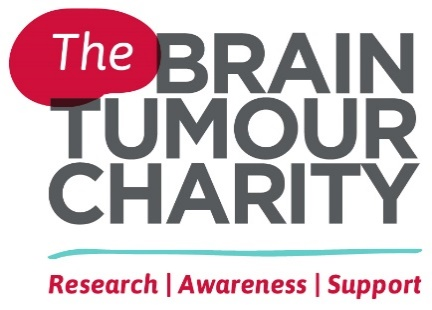 The BRAIN
TUMOUR
CHARITY
Research | Awareness | Support